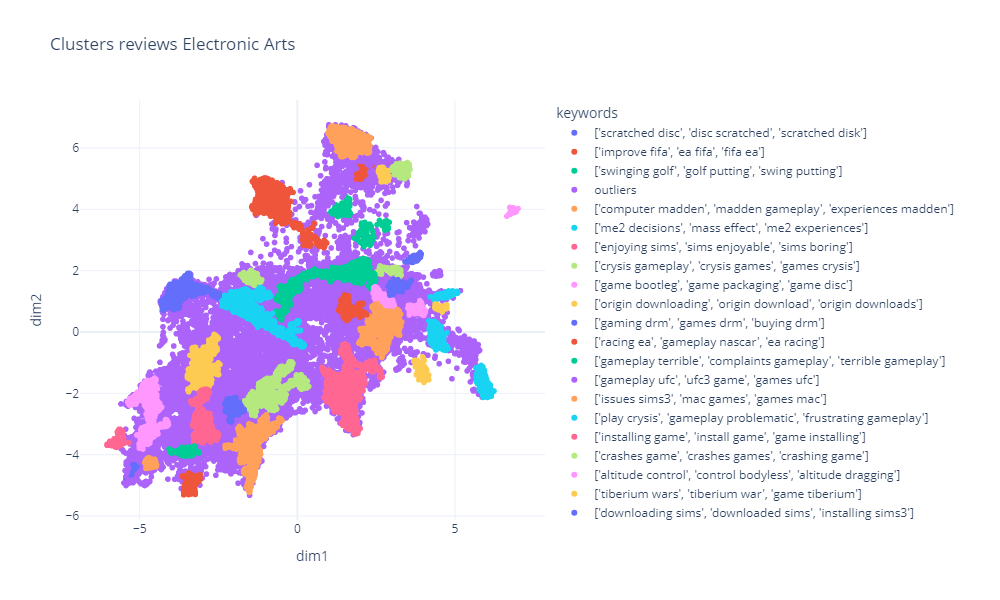 Clusters reviews Electronic Arts
keywords
['scratched disc', 'disc scratched', 'scratched disk']
['improve fifa', 'ea fifa', 'fifa ea']
['swinging golf', 'golf putting', 'swing putting']
outliers
['computer madden', 'madden gameplay', 'experiences madden']
['me2 decisions', 'mass effect', 'me2 experiences']
['enjoying sims', 'sims enjoyable', 'sims boring']
['crysis gameplay', 'crysis games', 'games crysis']
['game bootleg', 'game packaging', 'game disc']
['origin downloading', 'origin download', 'origin downloads']
['gaming drm', 'games drm', 'buying drm']
['racing ea', 'gameplay nascar', 'ea racing']
['gameplay terrible', 'complaints gameplay', 'terrible gameplay']
['gameplay ufc', 'ufc3 game', 'games ufc']
['issues sims3', 'mac games', 'games mac']
['play crysis', 'gameplay problematic', 'frustrating gameplay']
['installing game', 'install game', 'game installing']
['crashes game', 'crashes games', 'crashing game']
['altitude control', 'control bodyless', 'altitude dragging']
['tiberium wars', 'tiberium war', 'game tiberium']
['downloading sims', 'downloaded sims', 'installing sims3']
6
4
2
0
−2
−4
−6
dim2
−5 0 5
dim1